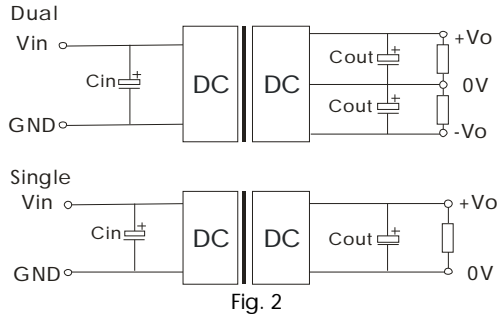 Dual
Vin
Cin
+
GND
DC
DC
Cout
+
Cout
+
+Vo
0V
-Vo
Single
Vin
Cin
+
GND
DC
DC
Cout
+
+Vo
0V
Fig. 2